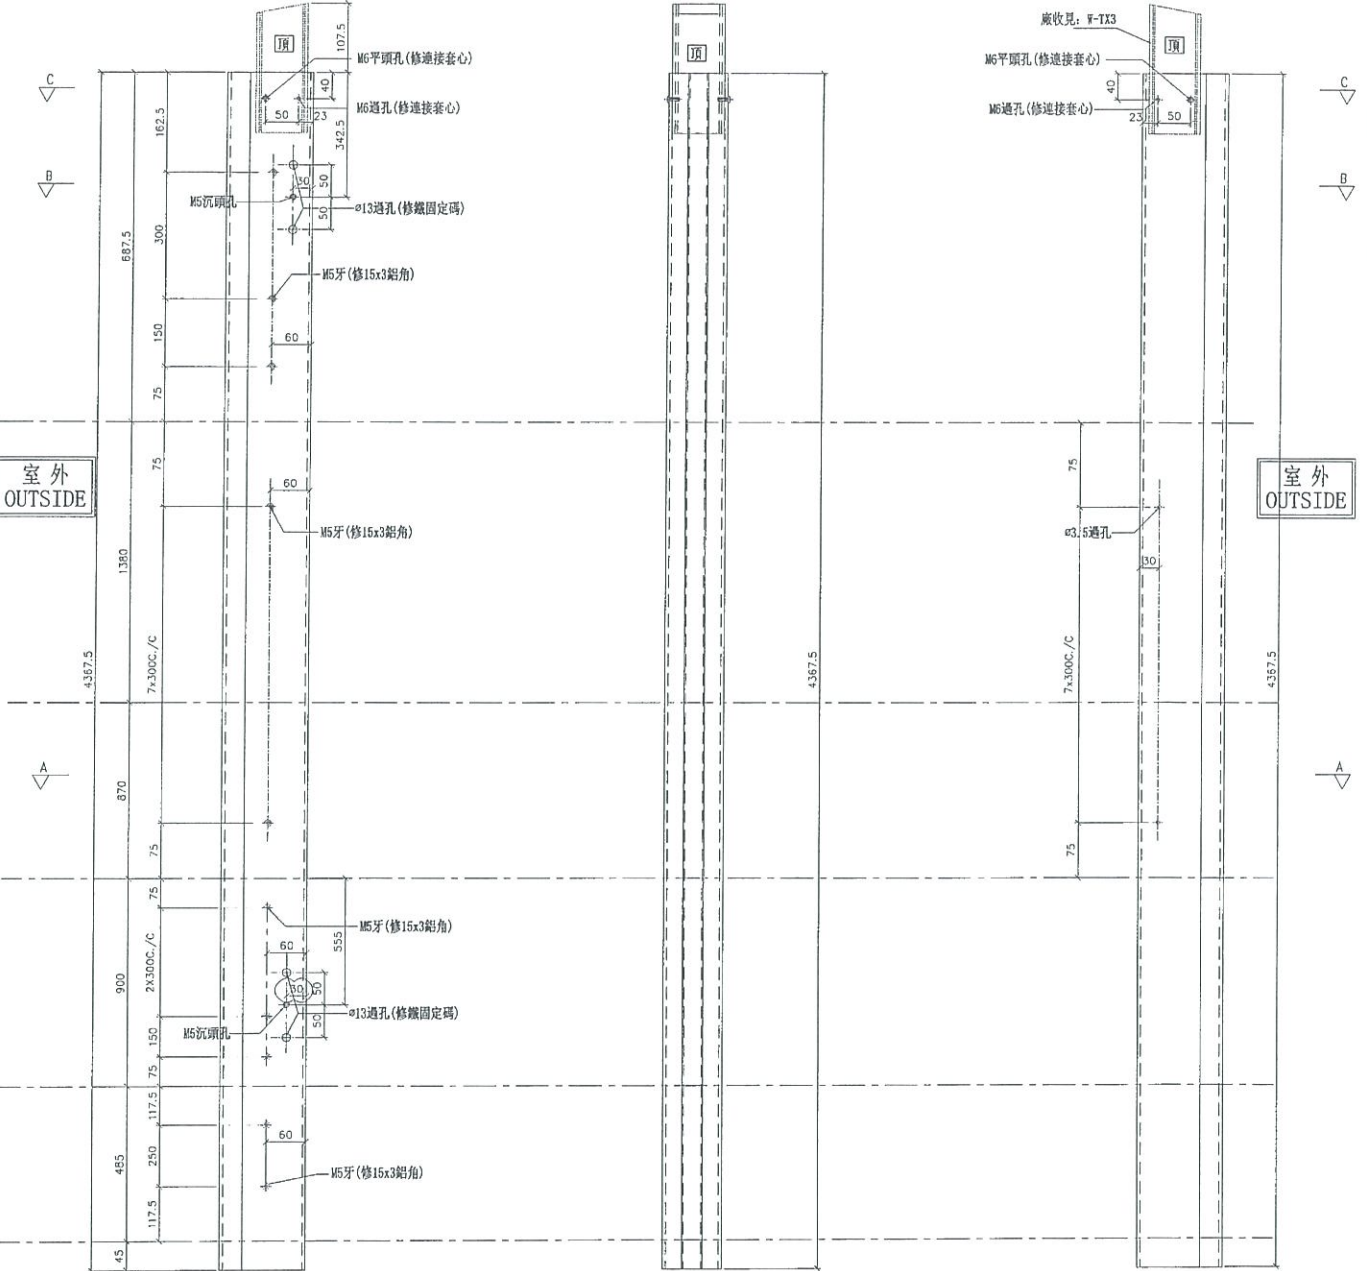 頂
107.5
M6平頭孔(修連接套心)
40
M6過孔(修連接套心)
50
23
342.5
C
B
162.5
687.5
300
M5沉頭孔
30
50
50
ø13過孔(修鐵固定碼)
M5牙(修15x3鋁角)
150
60
75
室外
OUTSIDE
75
60
M5牙(修15x3鋁角)
1380
7x300C./C
4367.5
A
870
75
75
M5牙(修15x3鋁角)
555
60
900
2X300C./C
30
50
50
ø13過孔(修鐵固定碼)
M5沉頭孔
150
75
117.5
60
485
250
M5牙(修15x3鋁角)
117.5
45
頂
4367.5
廠收見: W-TX3
頂
M6平頭孔(修連接套心)
40
M6過孔(修連接套心)
23
50
C
B
75
室外
OUTSIDE
ø3.5過孔
30
7x300C./C
4367.5
A
75